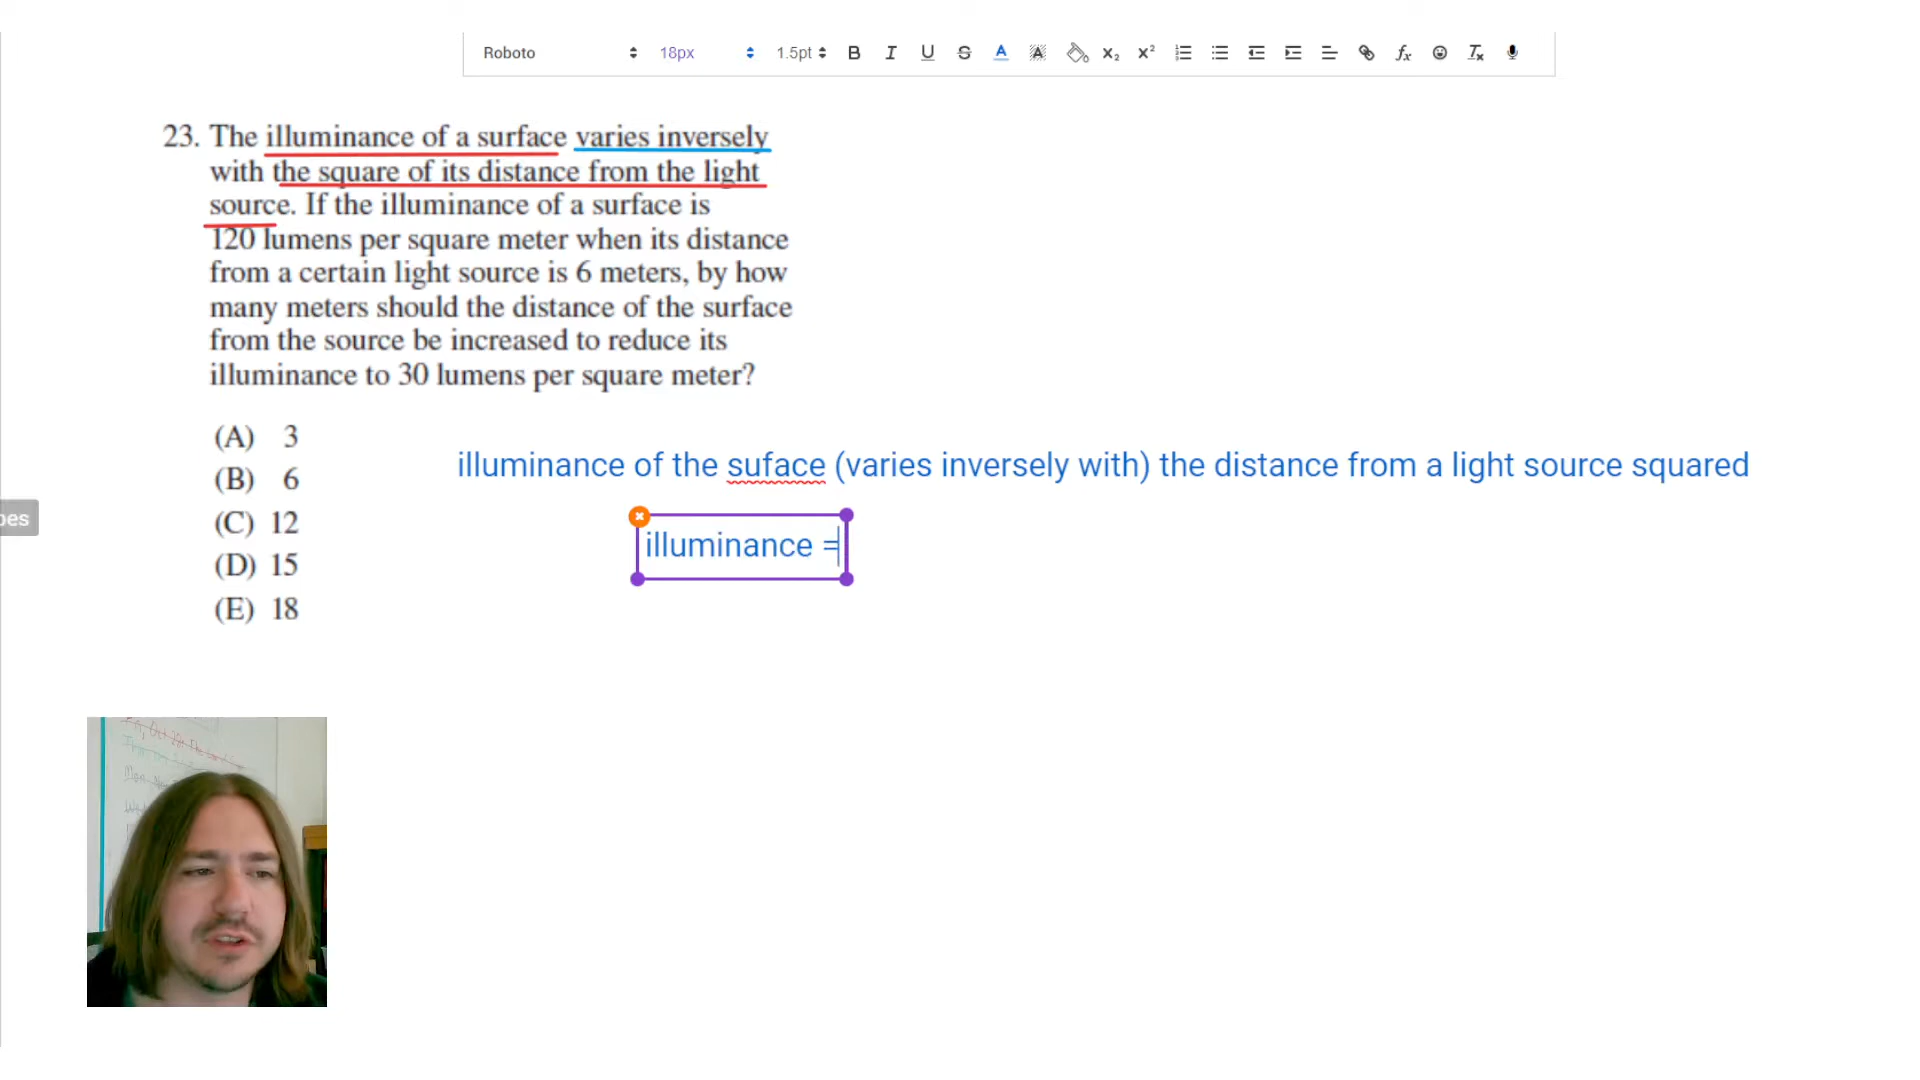 Roboto 18px 1.5pt
23. The illuminance of a surface varies inversely
with the square of its distance from the light
source. If the illuminance of a surface is
120 lumens per square meter when its distance
from a certain light source is 6 meters, by how
many meters should the distance of the surface
from the source be increased to reduce its
illuminance to 30 lumens per square meter?
(A) 3
(B) 6
(C) 12
(D) 15
(E) 18
illuminance of the suface (varies inversely with) the distance from a light source squared
illuminance =